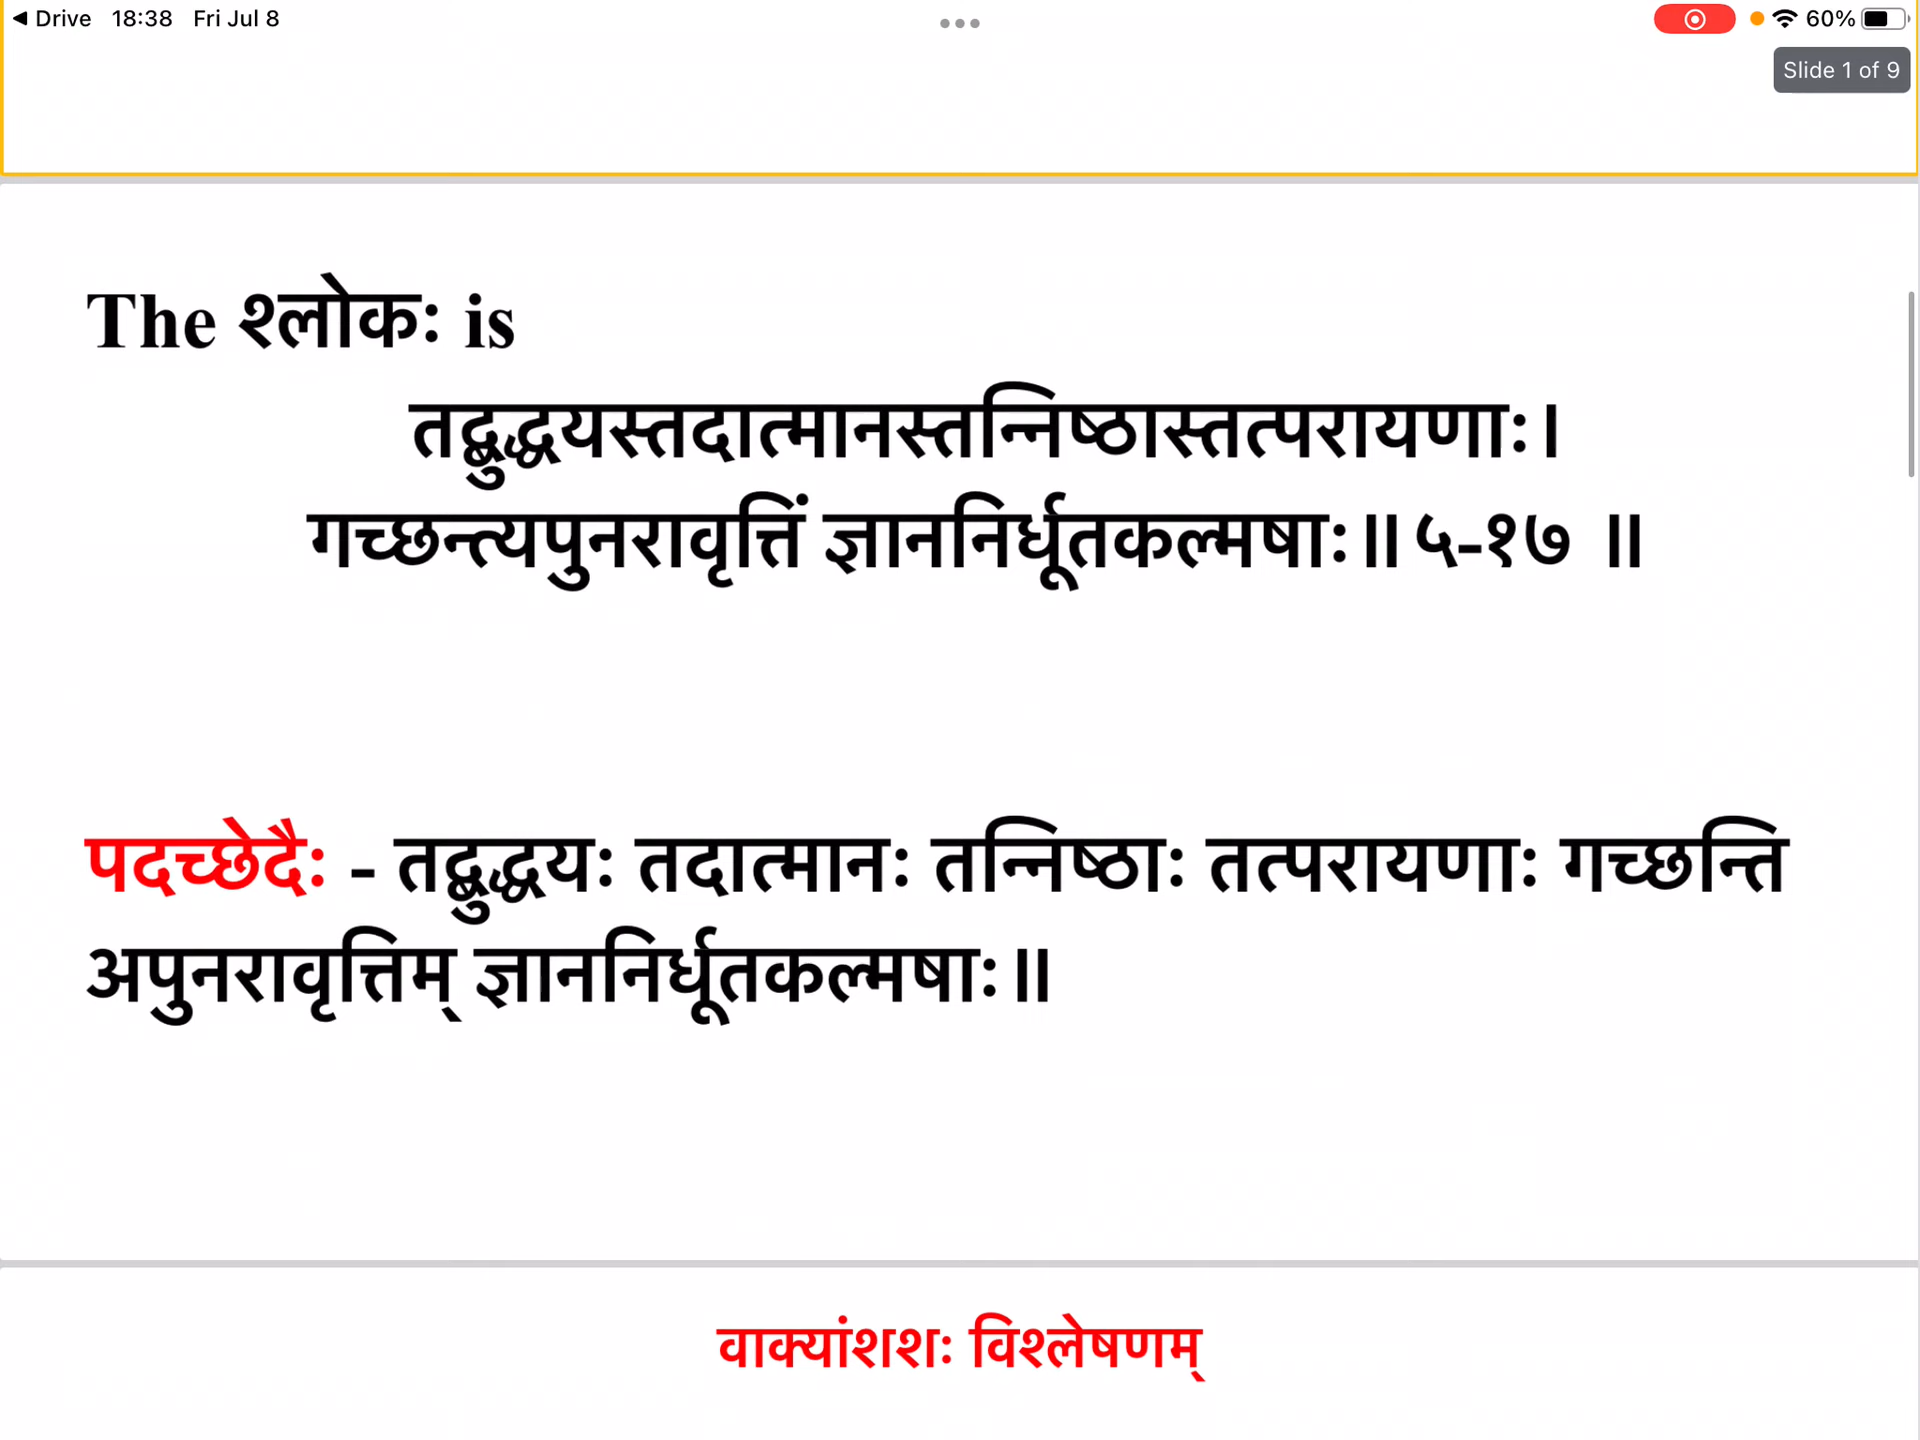 ◀ Drive 18:38 Fri Jul 8
60%
Slide 1 of 9
The श्लोकः is
तद्बुद्धयस्तदात्मानस्तन्निष्ठास्तत्परायणाः।
गच्छन्त्यपुनरावृत्तिं ज्ञाननिर्धूतकल्मषाः॥५-१७ ॥
पदच्छेदैः - तद्बुद्धयः तदात्मानः तन्निष्ठाः तत्परायणाः गच्छन्ति
अपुनरावृत्तिम् ज्ञाननिर्धूतकल्मषाः॥
वाक्यांशशः विश्लेषणम्